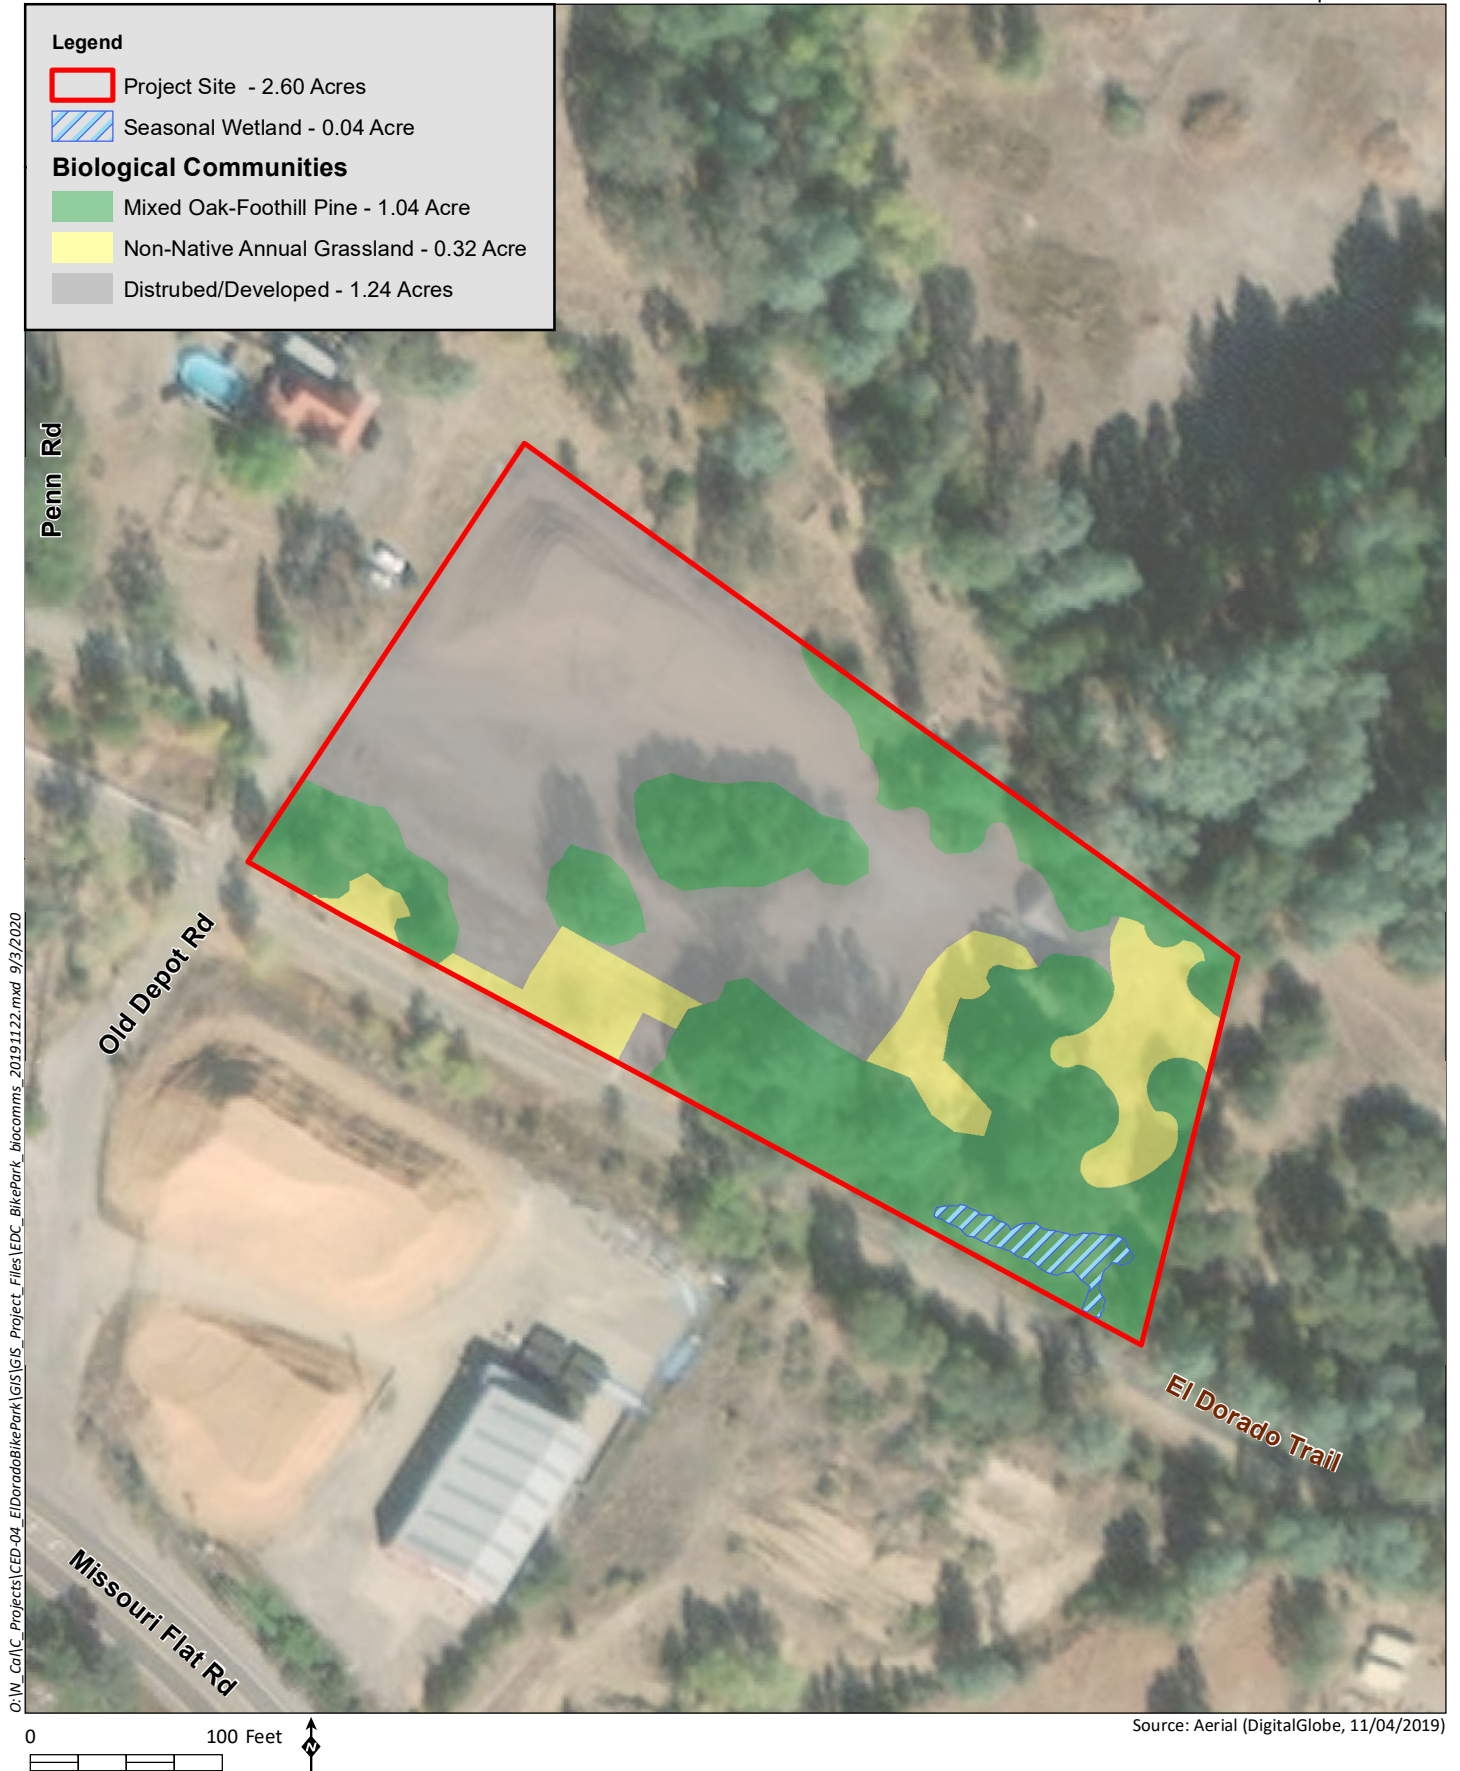 Legend
Project Site - 2.60 Acres
Seasonal Wetland - 0.04 Acre
Biological Communities
Mixed Oak-Foothill Pine - 1.04 Acre
Non-Native Annual Grassland - 0.32 Acre
Distrubed/Developed - 1.24 Acres
Penn Rd
Old Depot Rd
El Dorado Trail
Missouri Flat Rd
O:\N_Cal\C_Projects\CED-04_ElDoradoBikePark\GIS\GIS_Project_Files\EDC_BikePark_biocomms_20191122.mxd 9/3/2020
0 100 Feet
N
Source: Aerial (DigitalGlobe, 11/04/2019)